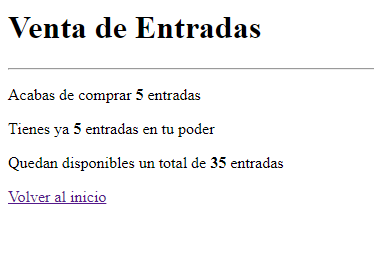 Venta de Entradas
Acabas de comprar 5 entradas
Tienes ya 5 entradas en tu poder
Quedan disponibles un total de 35 entradas
Volver al inicio